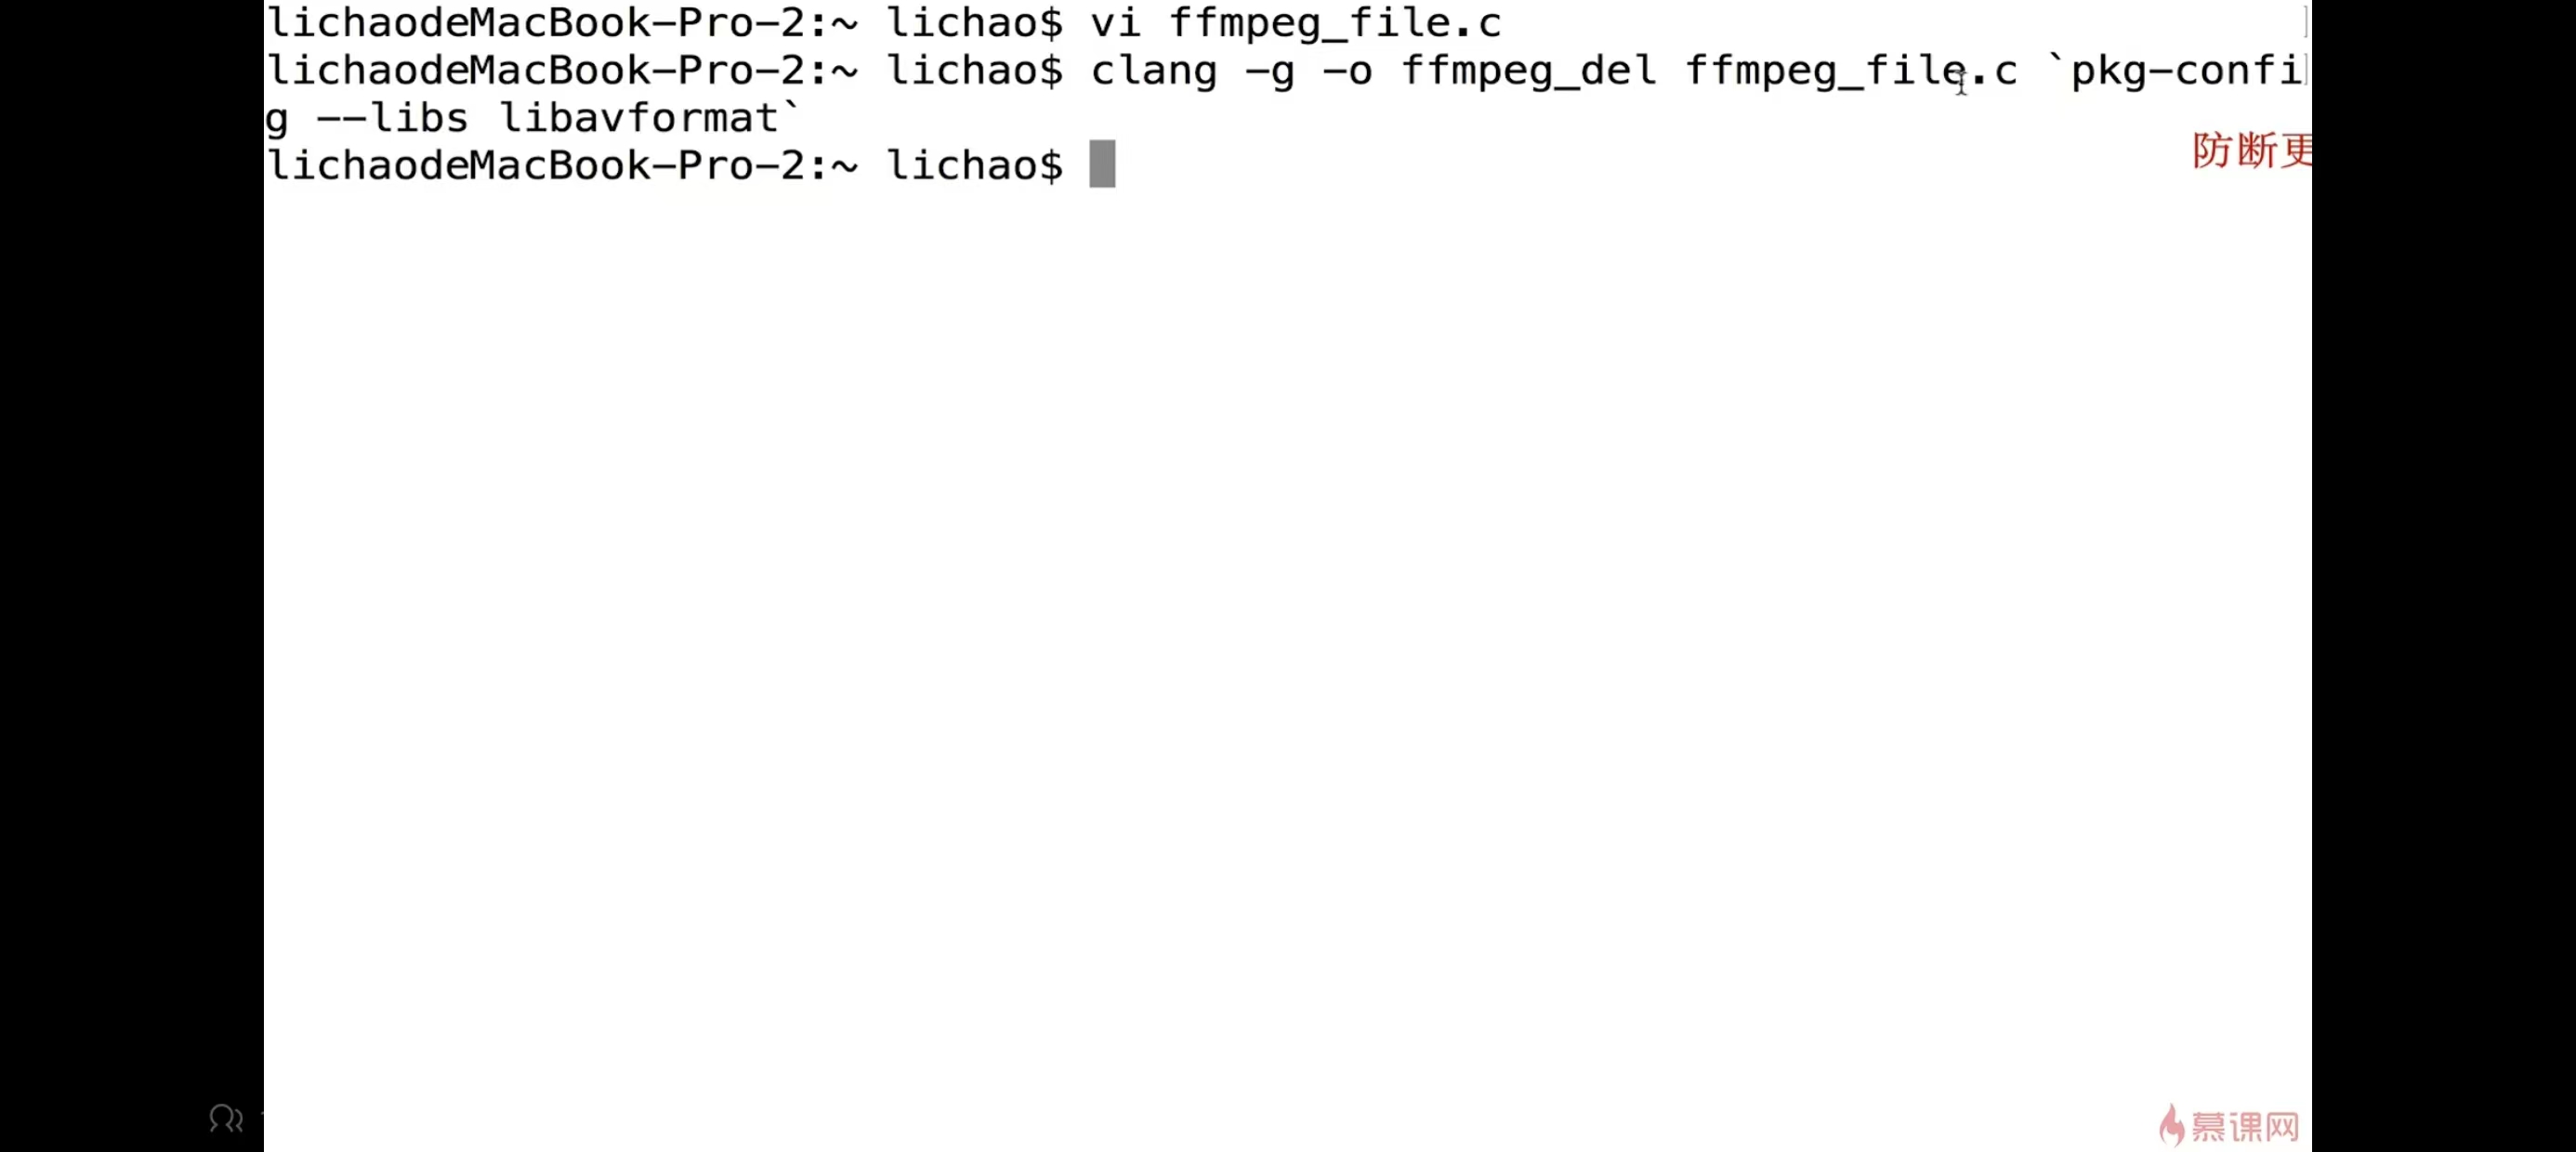 lichaodeMacBook-Pro-2:~ lichao$ vi ffmpeg_file.c
lichaodeMacBook-Pro-2:~ lichao$ clang -g -o ffmpeg_del ffmpeg_file.c `pkg-confi
g --libs libavformat`
lichaodeMacBook-Pro-2:~ lichao$
防断更
慕课网